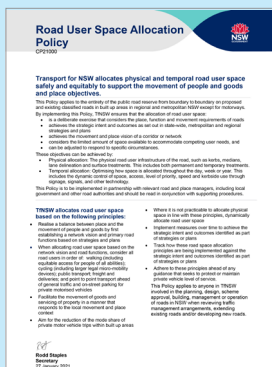 Road User Space Allocation
Policy
CP21000
NSW
GOVERNMENT
Transport for NSW allocates physical and temporal road user space
safely and equitably to support the movement of people and goods
and place objectives.
This Policy applies to the entirety of the public road reserve from boundary to boundary on proposed
and existing classified roads in built up areas in regional and metropolitan NSW except for motorways.
By implementing this Policy, TfNSW ensures that the allocation of road user space:
• is a deliberate exercise that considers the place, function and movement requirements of roads
• achieves the strategic intent and outcomes as set out in state-wide, metropolitan and regional
strategies and plans
• achieves the movement and place vision of a corridor or network
• considers the limited amount of space available to accommodate competing user needs, and
can be adjusted to respond to specific circumstances.
These objectives can be achieved by:
• Physical allocation: The physical road user infrastructure of the road, such as kerbs, medians,
lane delineation and surface treatments. This includes both permanent and temporary treatments.
• Temporal allocation: Optimising how space is allocated throughout the day, week or year. This
includes the dynamic control of space, access, level of priority, speed and kerbside use through
signage, signals, and other technology.
This Policy is to be implemented in partnership with relevant road and place managers, including local
government and other road authorities and should be read in conjunction with supporting procedures.
TfNSW allocates road user space
based on the following principles:
• Realise a balance between place and the
movement of people and goods by first
establishing a network vision and primary road
functions based on strategies and plans
• When allocating road user space based on the
network vision and road functions, consider all
road users in order of: walking (including
equitable access for people of all abilities);
cycling (including larger legal micro-mobility
devices); public transport; freight and
deliveries; and point to point transport ahead
of general traffic and on-street parking for
private motorised vehicles
• Facilitate the movement of goods and
servicing of property in a manner that
responds to the local movement and place
context
• Aim for the reduction of the mode share of
private motor vehicle trips within built up areas
• Where it is not practicable to allocate physical
space in line with these principles, dynamically
allocate road user space
• Implement measures over time to achieve the
strategic intent and outcomes identified as part
of strategies or plans
• Track how these road space allocation
principles are being implemented against the
strategic intent and outcomes identified as part
of strategies or plans
• Adhere to these principles ahead of any
guidance that seeks to protect or maintain
private vehicle level of service.
This Policy applies to anyone in TfNSW
involved in the planning, design, scheme
approval, building, management or operation
of roads in NSW when reviewing traffic
management arrangements, extending
existing roads and/or developing new roads.
Rodd Staples
Secretary
27 January 2021